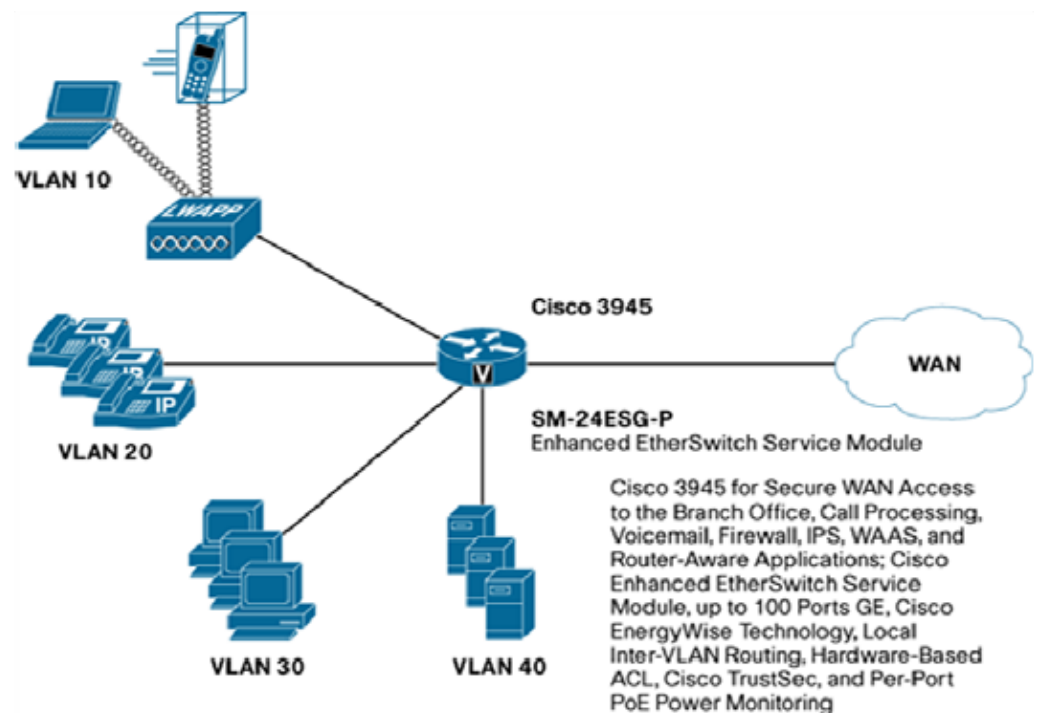 VLAN 10
LWAPP
Cisco 3945
WAN
V
IP
IP
IP
VLAN 20
SM-24ESG-P
Enhanced EtherSwitch Service Module
Cisco 3945 for Secure WAN Access
to the Branch Office, Call Processing,
Voicemail, Firewall, IPS, WAAS, and
Router-Aware Applications; Cisco
Enhanced EtherSwitch Service
Module, up to 100 Ports GE, Cisco
EnergyWise Technology, Local
Inter-VLAN Routing, Hardware-Based
ACL, Cisco TrustSec, and Per-Port
PoE Power Monitoring
VLAN 30
VLAN 40